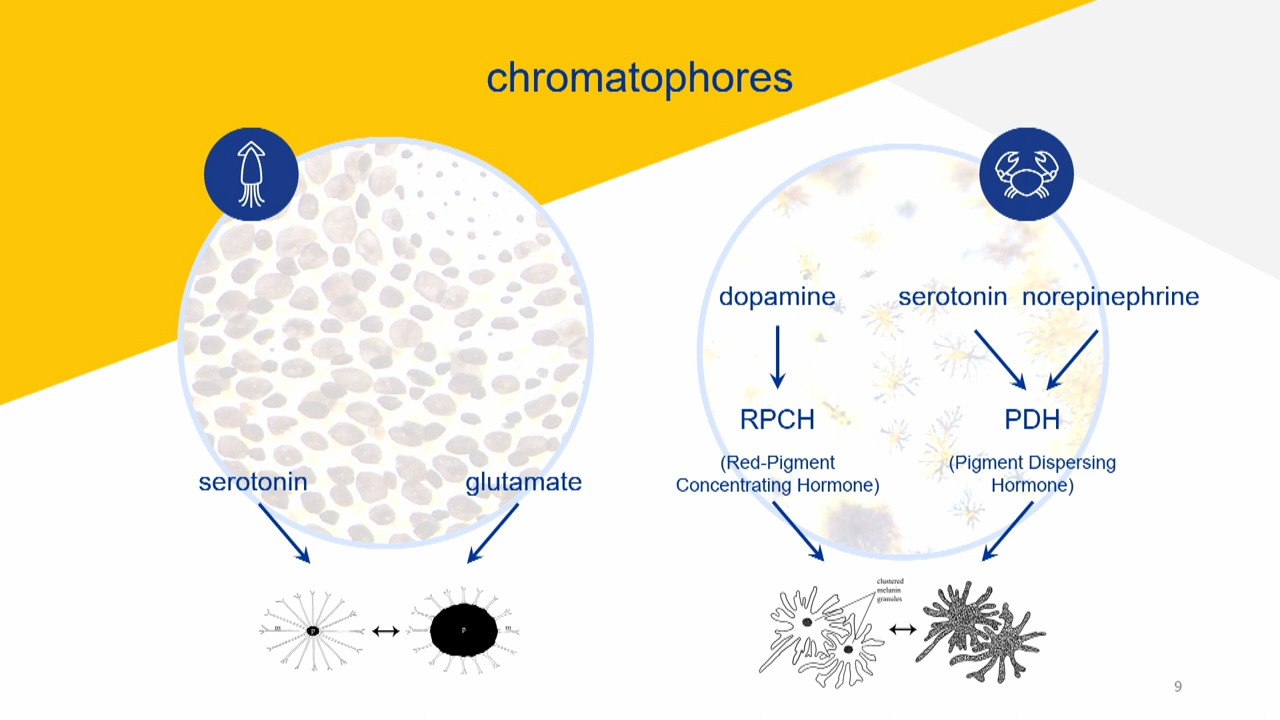 chromatophores
serotonin
glutamate
p
m
p
m
dopamine
serotonin norepinephrine
RPCH
PDH
(Red-Pigment
Concentrating Hormone)
(Pigment Dispersing
Hormone)
clustered
melanin
granules
9